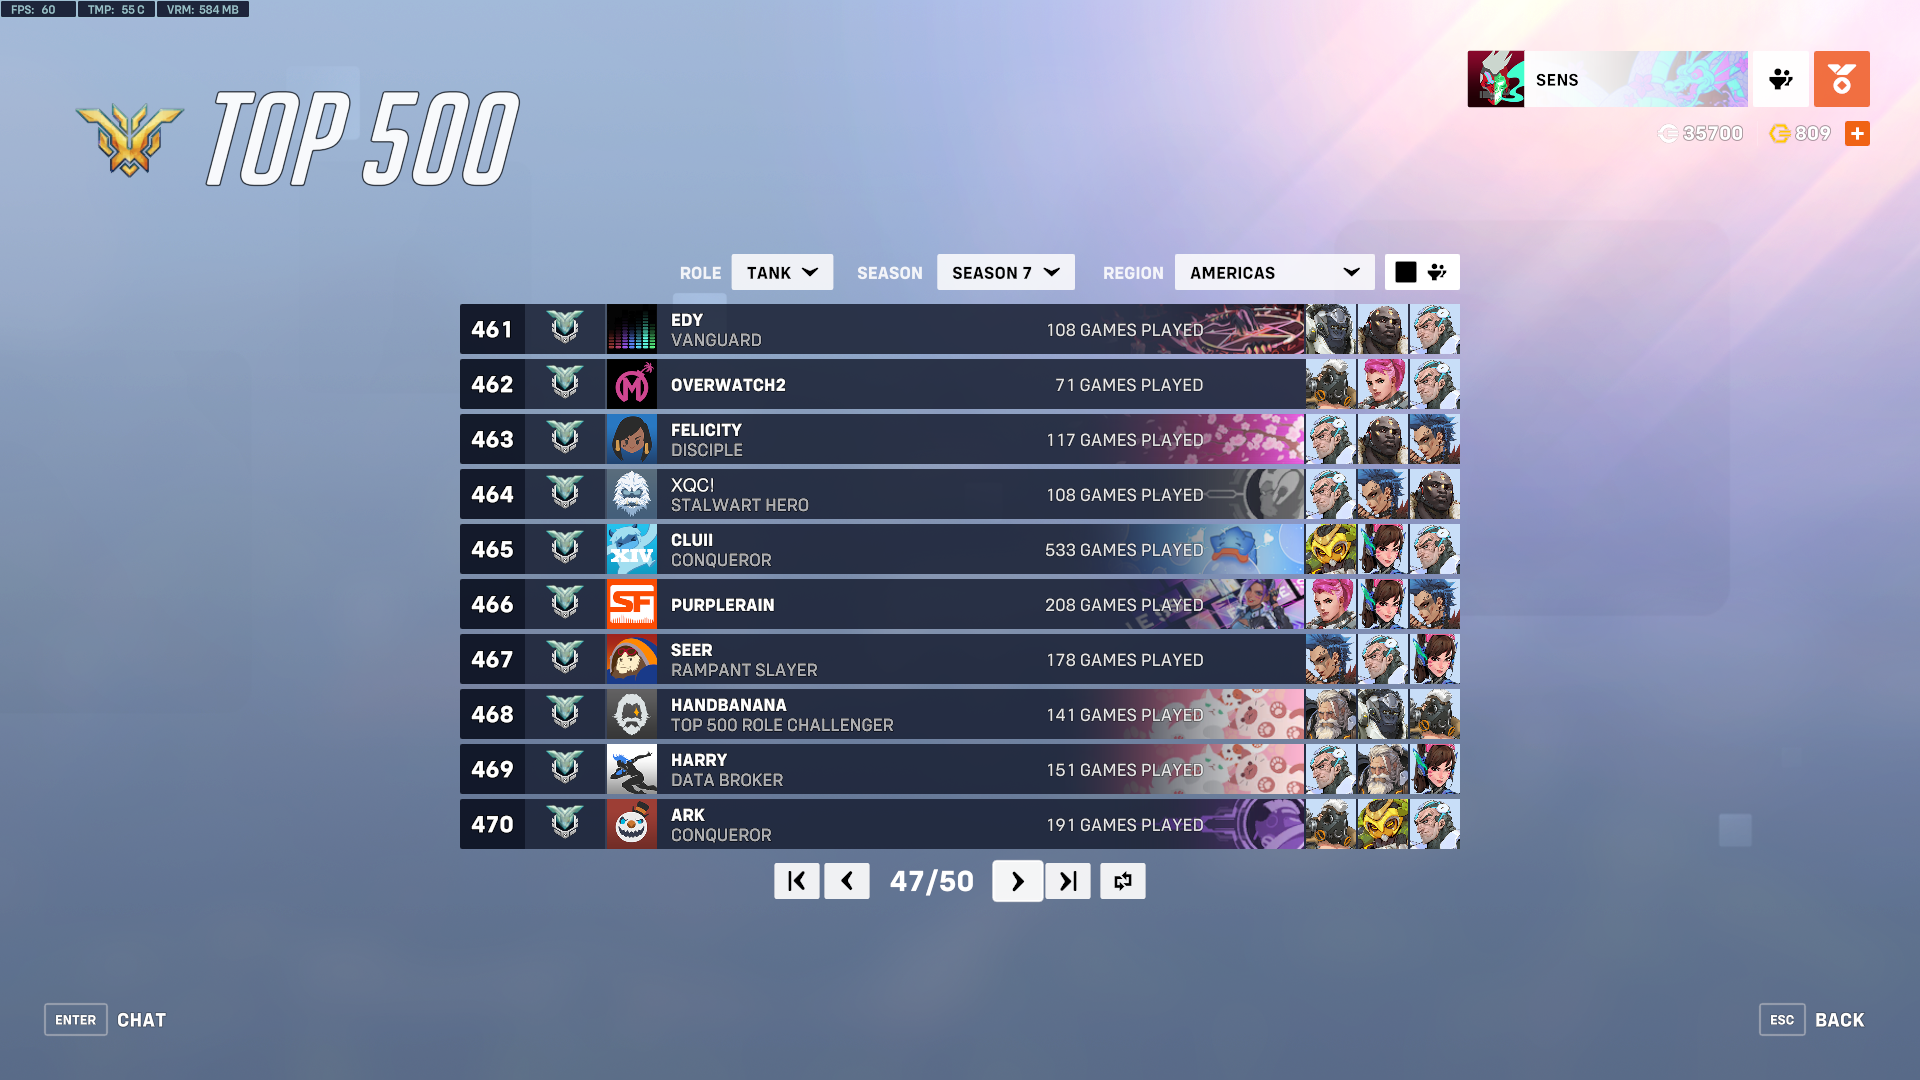 FPS: 60 TMP: 55 C VRM: 584 MB
TOP 500
SENS
35700 809
ROLE TANK SEASON SEASON 7 REGION AMERICAS
461 EDY 108 GAMES PLAYED
VANGUARD
462 OVERWATCH2 71 GAMES PLAYED
463 FELICITY 117 GAMES PLAYED
DISCIPLE
464 XQC! 108 GAMES PLAYED
STALWART HERO
465 CLUII 533 GAMES PLAYED
XIV
CONQUEROR
466 SF PURPLERAIN 208 GAMES PLAYED
467 SEER 178 GAMES PLAYED
RAMPANT SLAYER
468 HANDBANANA 141 GAMES PLAYED
TOP 500 ROLE CHALLENGER
469 HARRY 151 GAMES PLAYED
DATA BROKER
470 ARK 191 GAMES PLAYED
CONQUEROR
47/50
ENTER CHAT
ESC BACK